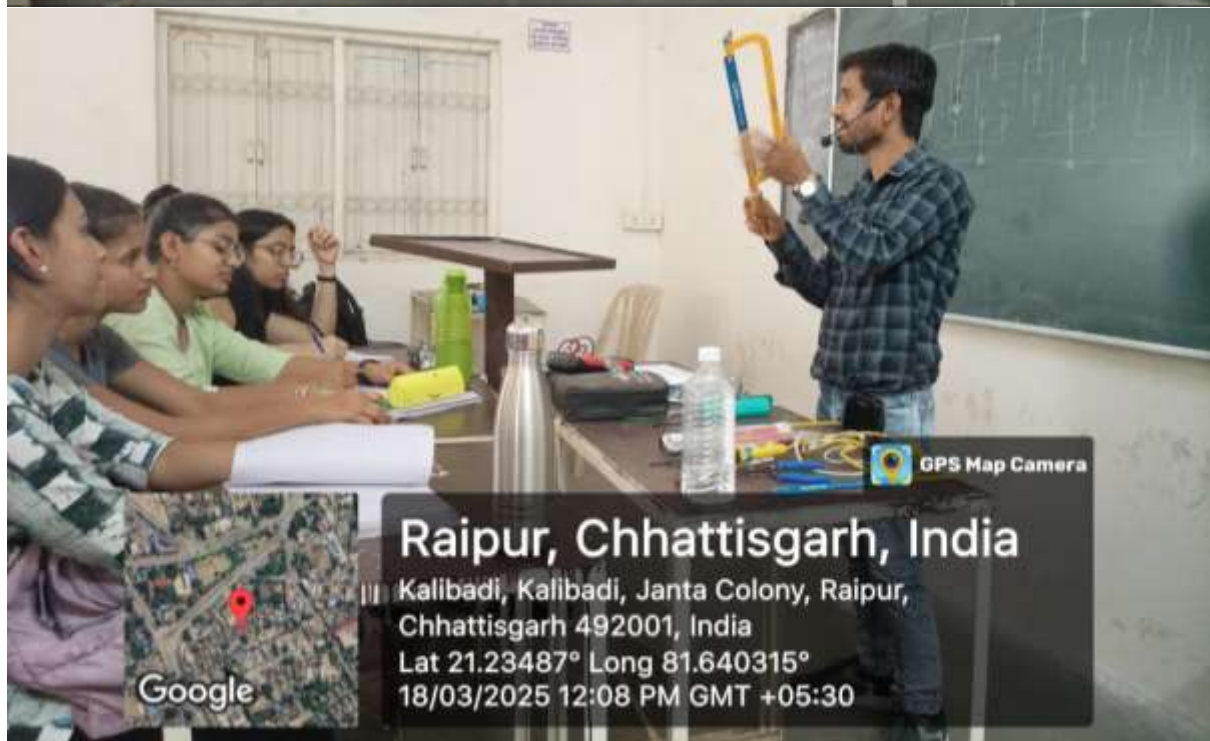 GPS Map Camera
Raipur, Chhattisgarh, India
Kalibadi, Kalibadi, Janta Colony, Raipur,
Chhattisgarh 492001, India
Lat 21.23487° Long 81.640315°
18/03/2025 12:08 PM GMT +05:30
Google